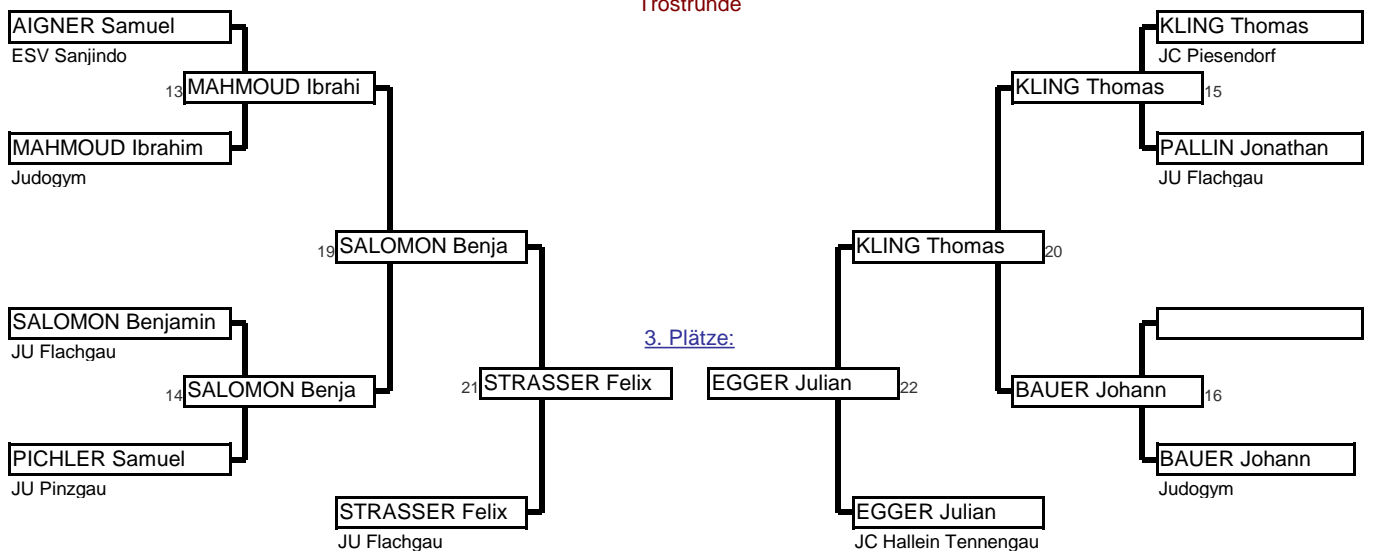 Trostrunde
AIGNER Samuel
ESV Sanjindo
13 MAHMOUD Ibrahi
MAHMOUD Ibrahim
Judogym
19 SALOMON Benja
SALOMON Benjamin
JU Flachgau
14 SALOMON Benja
PICHLER Samuel
JU Pinzgau
21 STRASSER Felix
STRASSER Felix
JU Flachgau
3. Plätze:
KLING Thomas
JC Piesendorf
KLING Thomas 15
PALLIN Jonathan
JU Flachgau
KLING Thomas 20
EGGER Julian 22
BAUER Johann 16
BAUER Johann
Judogym
EGGER Julian
JC Hallein Tennengau